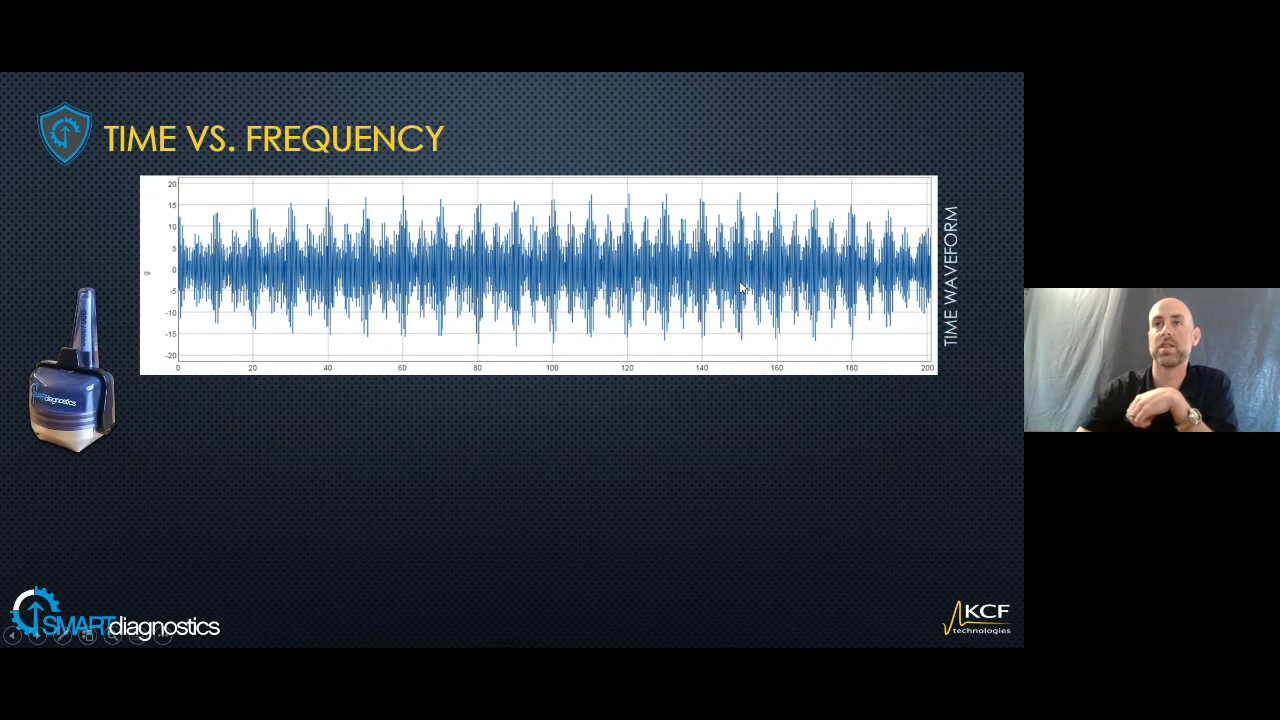 TIME VS. FREQUENCY
20
15
10
5
0
-5
-10
-15
-20
g
0 20 40 60 80 100 120 140 160 180 200
TIME WAVEFORM
SMARTdiagnostics
SMARTdiagnostics
KCF
technologies